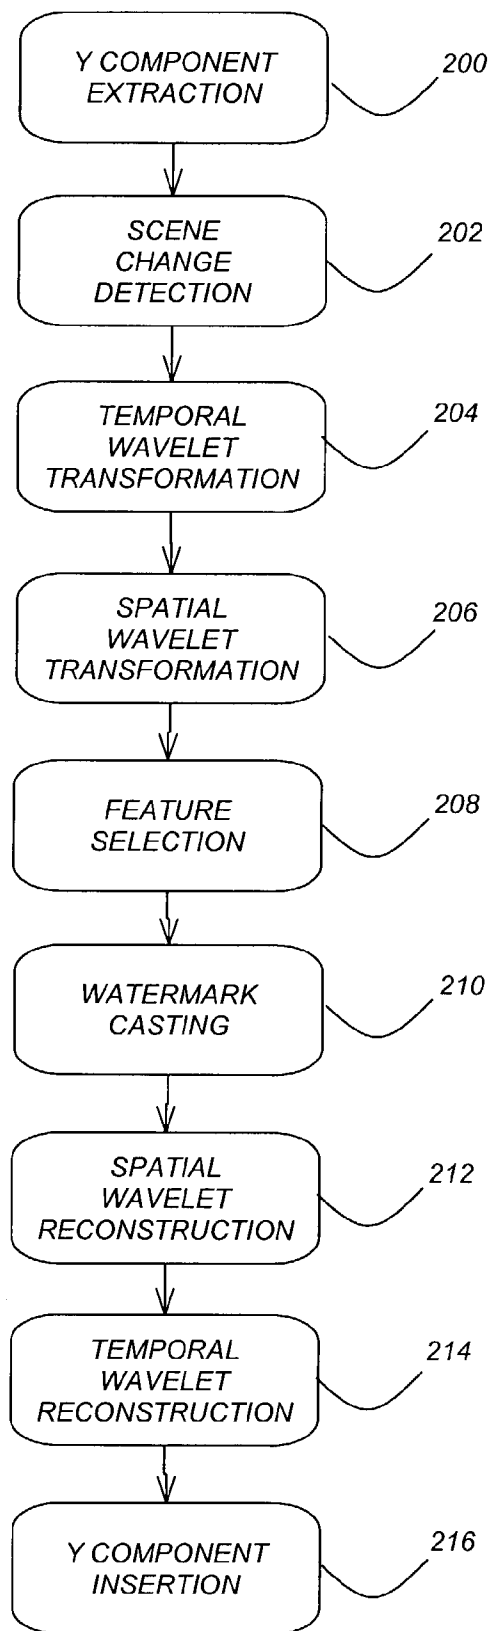 Y COMPONENT
EXTRACTION
200
SCENE
CHANGE
DETECTION
202
TEMPORAL
WAVELET
TRANSFORMATION
204
SPATIAL
WAVELET
TRANSFORMATION
206
FEATURE
SELECTION
208
WATERMARK
CASTING
210
SPATIAL
WAVELET
RECONSTRUCTION
212
TEMPORAL
WAVELET
RECONSTRUCTION
214
Y COMPONENT
INSERTION
216